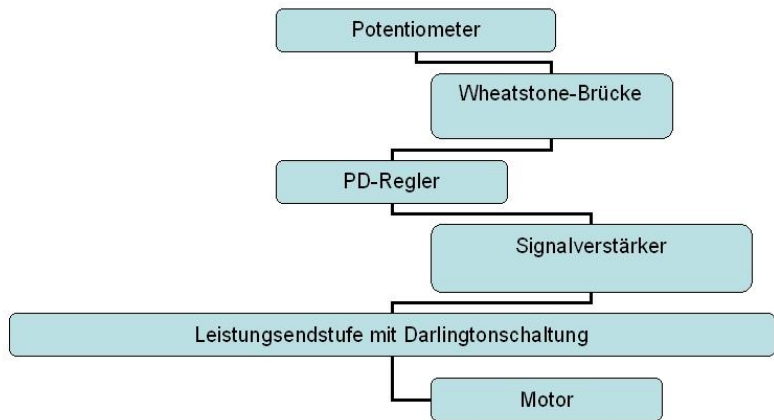 Potentiometer
Wheatstone-Brücke
PD-Regler
Signalverstärker
Leistungsendstufe mit Darlingtonschaltung
Motor